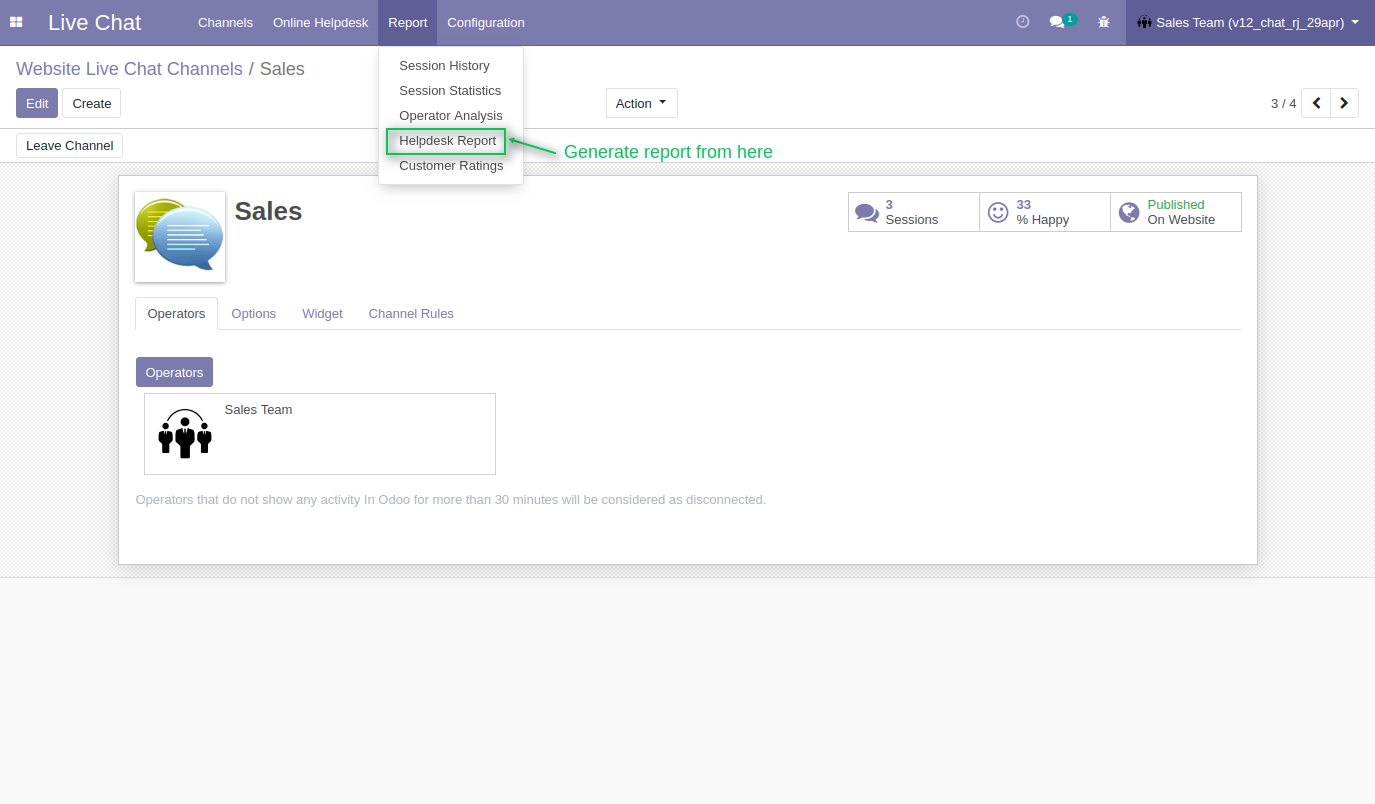 Live Chat Channels Online Helpdesk Report Configuration 1 Sales Team (v12_chat_rj_29apr)
Website Live Chat Channels / Sales
Session History
Session Statistics
Operator Analysis
Helpdesk Report
Customer Ratings
Edit Create Action 3 / 4
Leave Channel
Generate report from here
Sales
3
Sessions
33
% Happy
Published
On Website
Operators Options Widget Channel Rules
Operators
Sales Team
Operators that do not show any activity In Odoo for more than 30 minutes will be considered as disconnected.